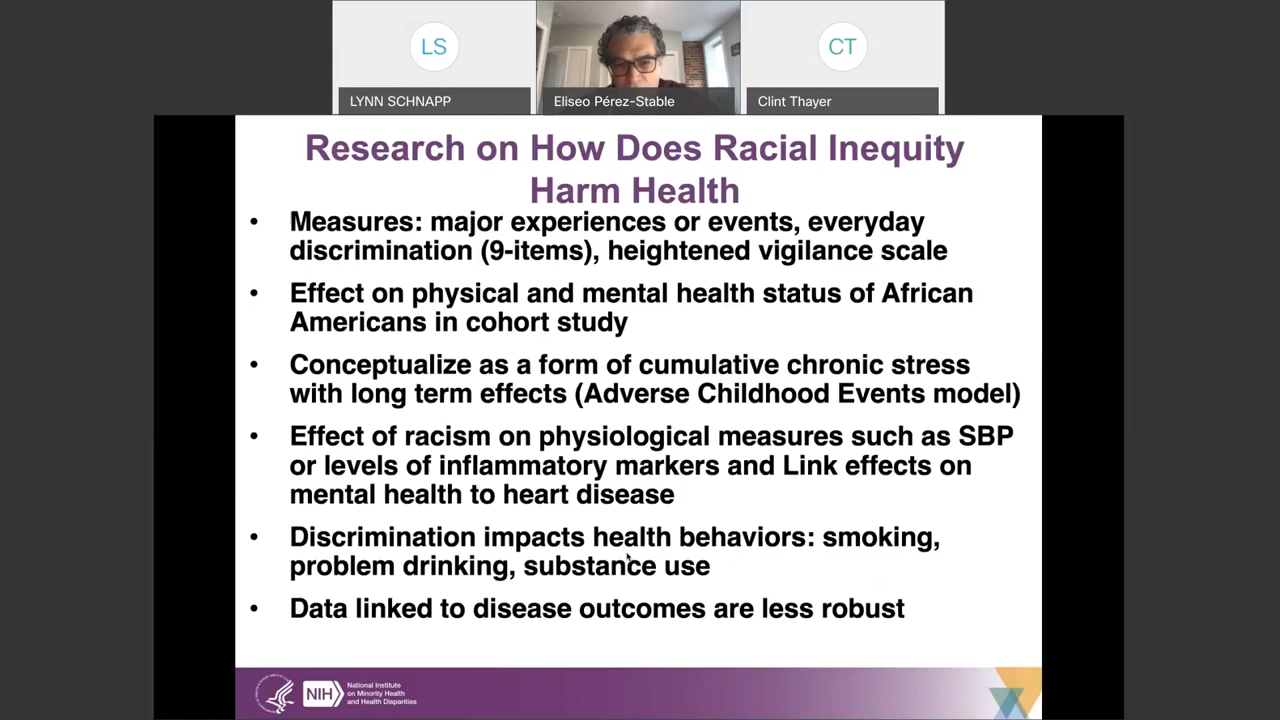 LS
CT
LYNN SCHNAPP
Eliseo Pérez-Stable
Clint Thayer
Research on How Does Racial Inequity
Harm Health
• Measures: major experiences or events, everyday
discrimination (9-items), heightened vigilance scale
• Effect on physical and mental health status of African
Americans in cohort study
• Conceptualize as a form of cumulative chronic stress
with long term effects (Adverse Childhood Events model)
• Effect of racism on physiological measures such as SBP
or levels of inflammatory markers and Link effects on
mental health to heart disease
• Discrimination impacts health behaviors: smoking,
problem drinking, substance use
• Data linked to disease outcomes are less robust
NIH
National Institute
on Minority Health
and Health Disparities